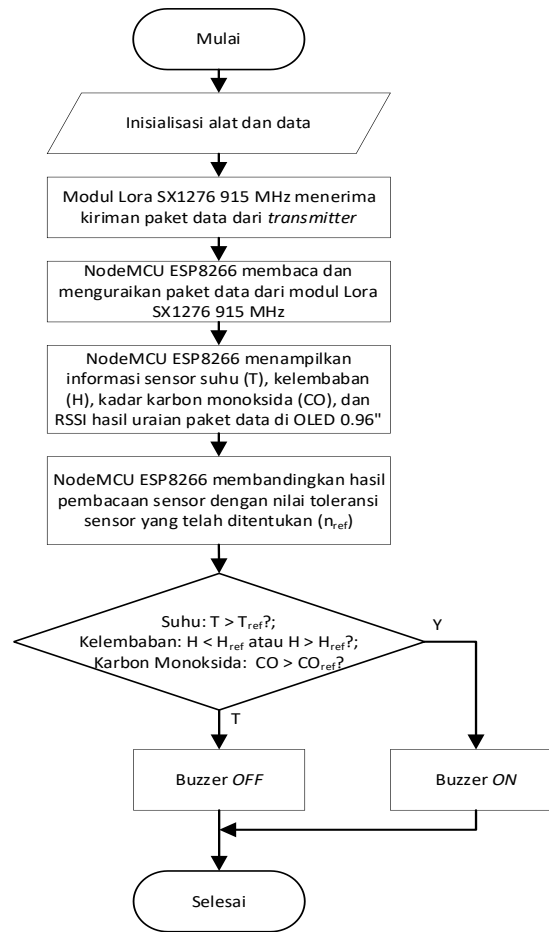 Mulai
Inisialisasi alat dan data
Modul Lora SX1276 915 MHz menerima
kiriman paket data dari transmitter
NodeMCU ESP8266 membaca dan
menguraikan paket data dari modul Lora
SX1276 915 MHz
NodeMCU ESP8266 menampilkan
informasi sensor suhu (T), kelembaban
(H), kadar karbon monoksida (CO), dan
RSSI hasil uraian paket data di OLED 0.96"
NodeMCU ESP8266 membandingkan hasil
pembacaan sensor dengan nilai toleransi
sensor yang telah ditentukan (nref)
Suhu: T > Tref?;
Kelembaban: H < Href atau H > Href?;
Karbon Monoksida: CO > COref?
Y
T
Buzzer OFF
Buzzer ON
Selesai